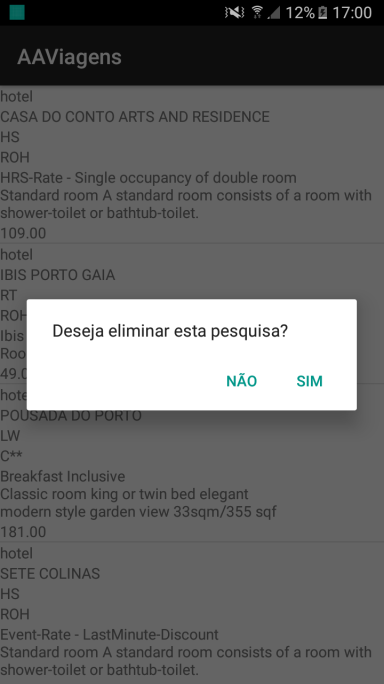 12% 17:00
AAViagens
hotel
CASA DO CONTO ARTS AND RESIDENCE
HS
ROH
HRS-Rate - Single occupancy of double room
Standard room A standard room consists of a room with
shower-toilet or bathtub-toilet.
109.00
hotel
IBIS PORTO GAIA
RT
ROH
Ibis
Roo
49.0
Deseja eliminar esta pesquisa?
NÃO SIM
hote
POUSADA DO PORTO
LW
C**
Breakfast Inclusive
Classic room king or twin bed elegant
modern style garden view 33sqm/355 sqf
181.00
hotel
SETE COLINAS
HS
ROH
Event-Rate - LastMinute-Discount
Standard room A standard room consists of a room with
shower-toilet or bathtub-toilet.